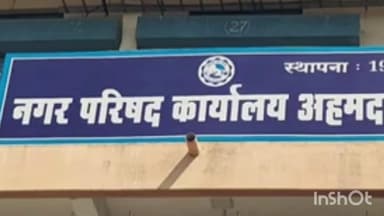 (27)
स्थापना : 19
नगर परिषद कार्यालय अहमद
InShOt